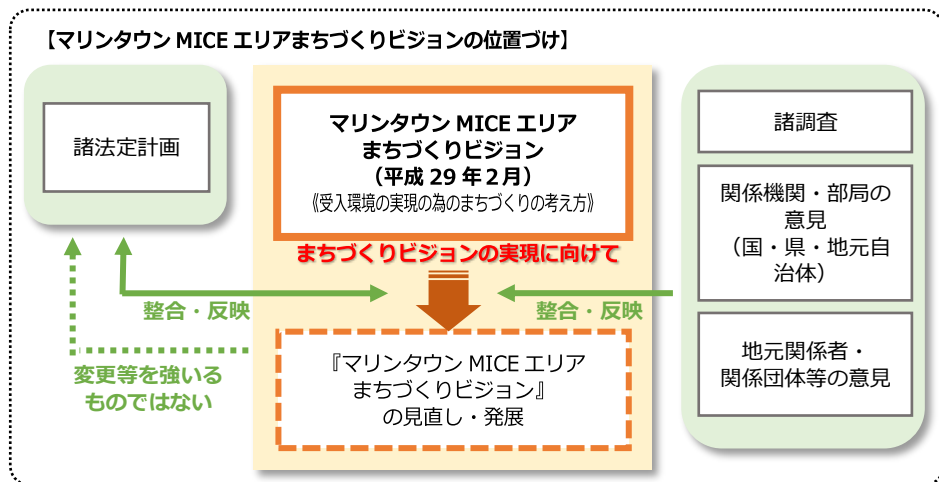 【マリンタウン MICE エリアまちづくりビジョンの位置づけ】
諸法定計画
マリンタウン MICE エリア
まちづくりビジョン
（平成 29 年２月）
《受入環境の実現の為のまちづくりの考え方》
まちづくりビジョンの実現に向けて
整合・反映
整合・反映
変更等を強いる
ものではない
『マリンタウン MICE エリア
まちづくりビジョン』
の見直し・発展
諸調査
関係機関・部局の
意見
（国・県・地元自
治体）
地元関係者・
関係団体等の意見